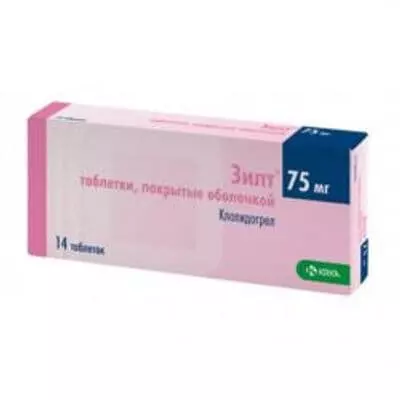 Зилт®
75 мг
таблетки, покрытые оболочкой
Клопидогрел
14 таблеток
KRKA